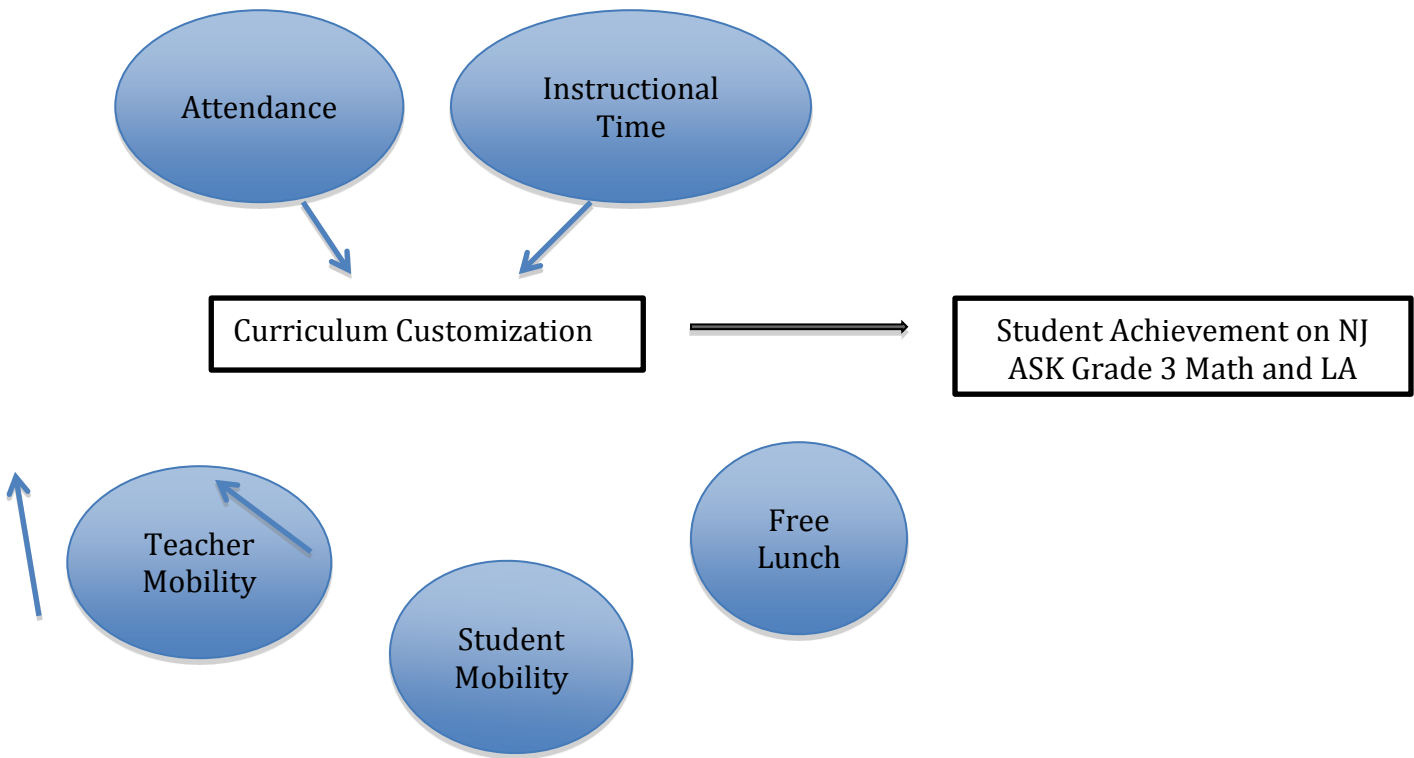 Attendance
Instructional
Time
Curriculum Customization
Student Achievement on NJ
ASK Grade 3 Math and LA
Teacher
Mobility
Student
Mobility
Free
Lunch